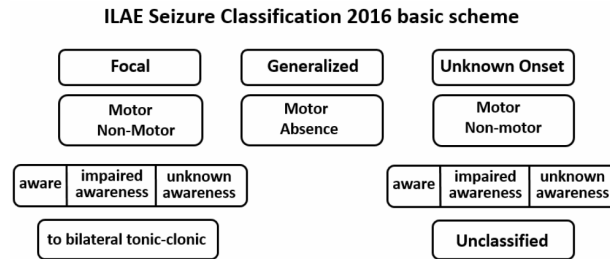 ILAE Seizure Classification 2016 basic scheme
Focal
Generalized
Unknown Onset
Motor
Non-Motor
Motor
Absence
Motor
Non-motor
aware
impaired
awareness
unknown
awareness
aware
impaired
awareness
unknown
awareness
to bilateral tonic-clonic
Unclassified